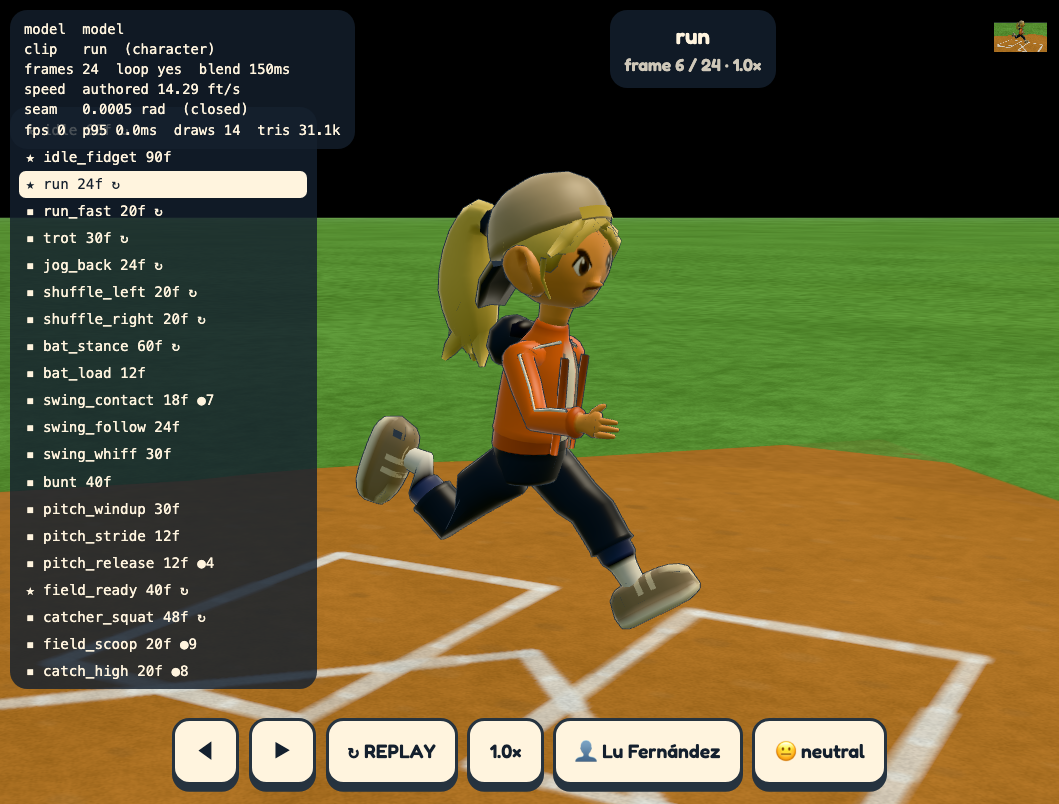 model model
clip run (character)
frames 24 loop yes blend 150ms
speed authored 14.29 ft/s
seam 0.0005 rad (closed)
fps 0 p95 0.0ms draws 14 tris 31.1k
run
frame 6 / 24 · 1.0x
★ idle_fidget 90f
★ run 24f ↻
▪ run_fast 20f ↻
▪ trot 30f ↻
▪ jog_back 24f ↻
▪ shuffle_left 20f ↻
▪ shuffle_right 20f ↻
▪ bat_stance 60f ↻
▪ bat_load 12f
▪ swing_contact 18f ●7
▪ swing_follow 24f
▪ swing_whiff 30f
▪ bunt 40f
▪ pitch_windup 30f
▪ pitch_stride 12f
▪ pitch_release 12f ●4
★ field_ready 40f ↻
▪ catcher_squat 48f ↻
▪ field_scoop 20f ●9
▪ catch_high 20f ●8
◀ ▶ ↻ REPLAY 1.0x 👤 Lu Fernández 😐 neutral